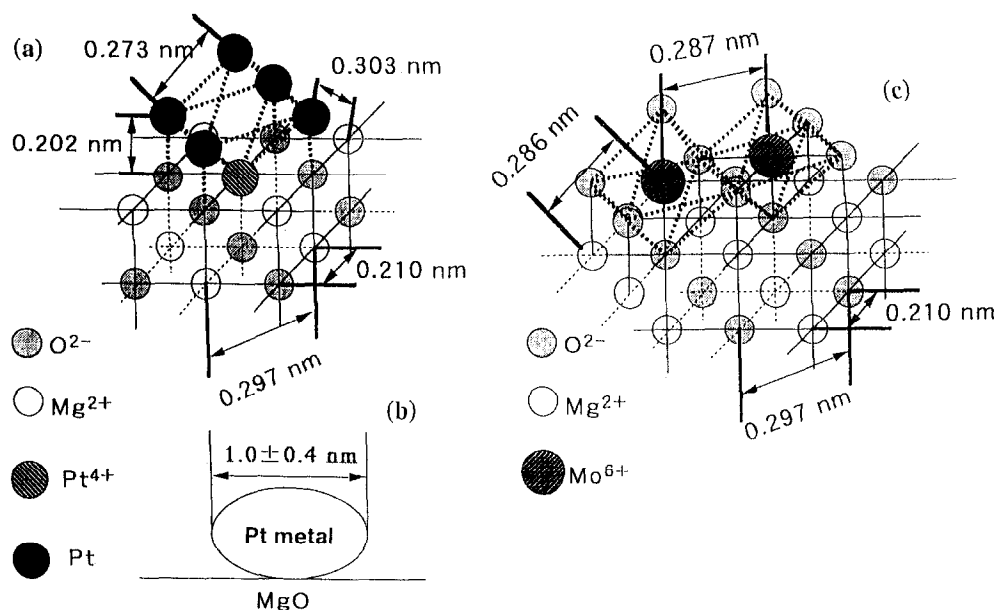 (a)
0.273 nm
0.303 nm
0.202 nm
0.210 nm
0.297 nm
O²⁻
Mg²⁺
Pt⁴⁺
Pt
(b)
1.0±0.4 nm
Pt metal
MgO
(c)
0.287 nm
0.286 nm
0.210 nm
0.297 nm
O²⁻
Mg²⁺
Mo⁶⁺